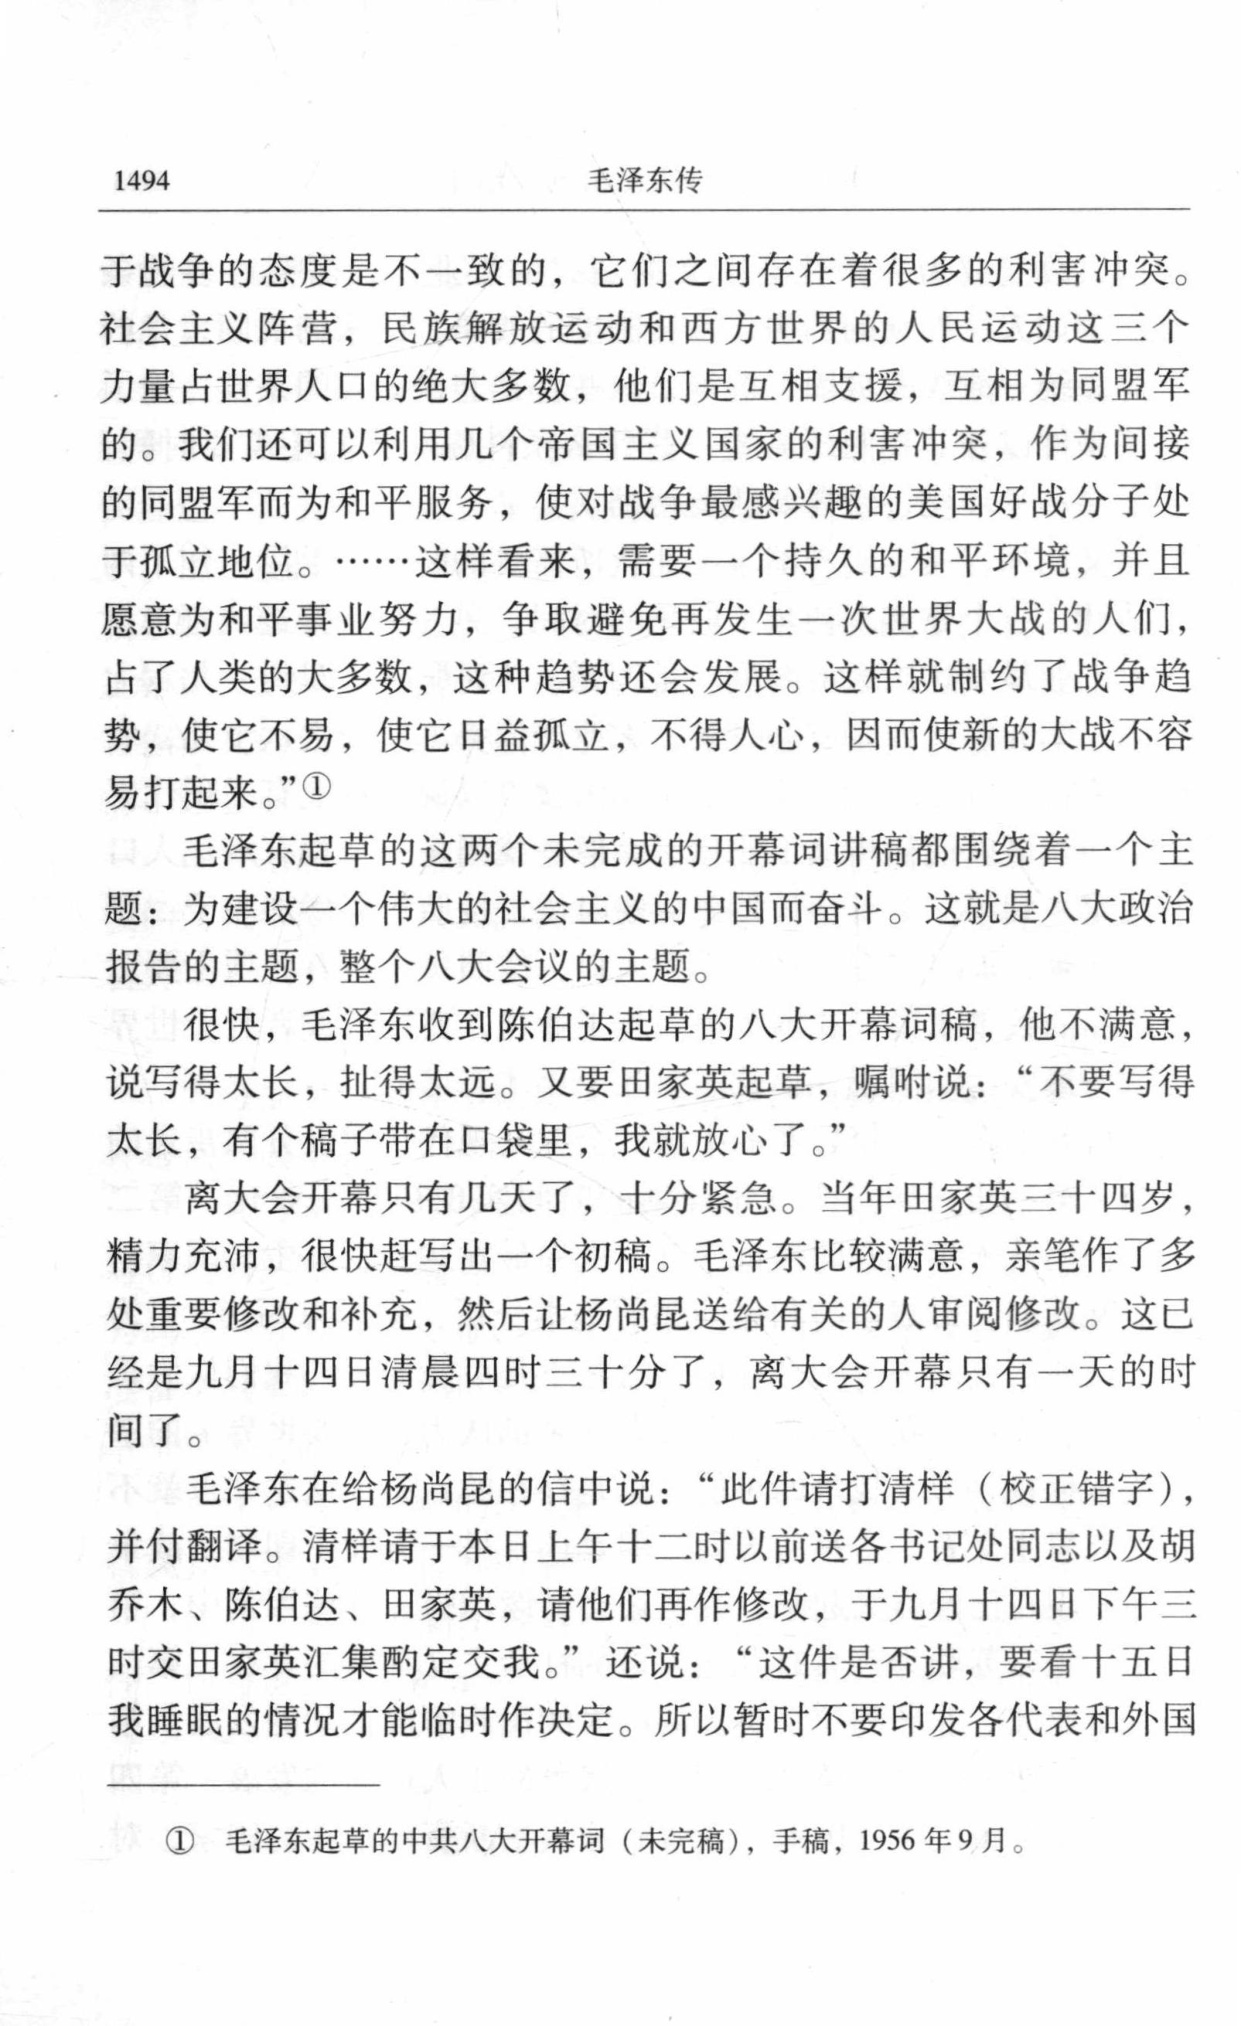 1494 毛泽东传
于战争的态度是不一致的，它们之间存在着很多的利害冲突。
社会主义阵营，民族解放运动和西方世界的人民运动这三个
力量占世界人口的绝大多数，他们是互相支援，互相为同盟军
的。我们还可以利用几个帝国主义国家的利害冲突，作为间接
的同盟军而为和平服务，使对战争最感兴趣的美国好战分子处
于孤立地位。……这样看来，需要一个持久的和平环境，并且
愿意为和平事业努力，争取避免再发生一次世界大战的人们，
占了人类的大多数，这种趋势还会发展。这样就制约了战争趋
势，使它不易，使它日益孤立，不得人心，因而使新的大战不容
易打起来。”①
毛泽东起草的这两个未完成的开幕词讲稿都围绕着一个主
题：为建设一个伟大的社会主义的中国而奋斗。这就是八大政治
报告的主题，整个八大会议的主题。
很快，毛泽东收到陈伯达起草的八大开幕词稿，他不满意，
说写得太长，扯得太远。又要田家英起草，嘱咐说：“不要写得
太长，有个稿子带在口袋里，我就放心了。”
离大会开幕只有几天了，十分紧急。当年田家英三十四岁，
精力充沛，很快赶写出一个初稿。毛泽东比较满意，亲笔作了多
处重要修改和补充，然后让杨尚昆送给有关的人审阅修改。这已
经是九月十四日清晨四时三十分了，离大会开幕只有一天的时
间了。
毛泽东在给杨尚昆的信中说：“此件请打清样（校正错字），
并付翻译。清样请于本日上午十二时以前送各书记处同志以及胡
乔木、陈伯达、田家英，请他们再作修改，于九月十四日下午三
时交田家英汇集酌定交我。”还说：“这件是否讲，要看十五日
我睡眠的情况才能临时作决定。所以暂时不要印发各代表和外国
① 毛泽东起草的中共八大开幕词（未完稿），手稿，1956年9月。